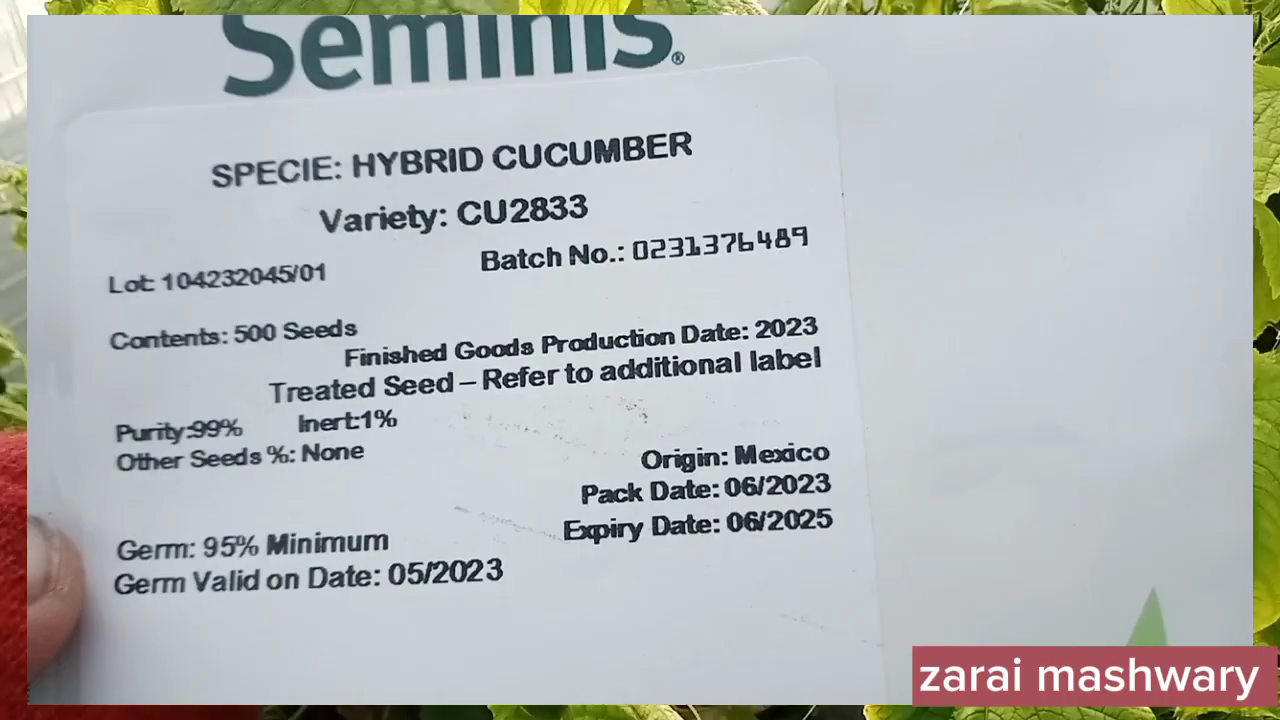 Seminis®
SPECIE: HYBRID CUCUMBER
Variety: CU2833
Lot: 104232045/01
Batch No.: 0231376489
Contents: 500 Seeds
Finished Goods Production Date: 2023
Treated Seed – Refer to additional label
Purity:99% Inert:1%
Other Seeds %: None
Origin: Mexico
Pack Date: 06/2023
Germ: 95% Minimum
Expiry Date: 06/2025
Germ Valid on Date: 05/2023
zarai mashwary